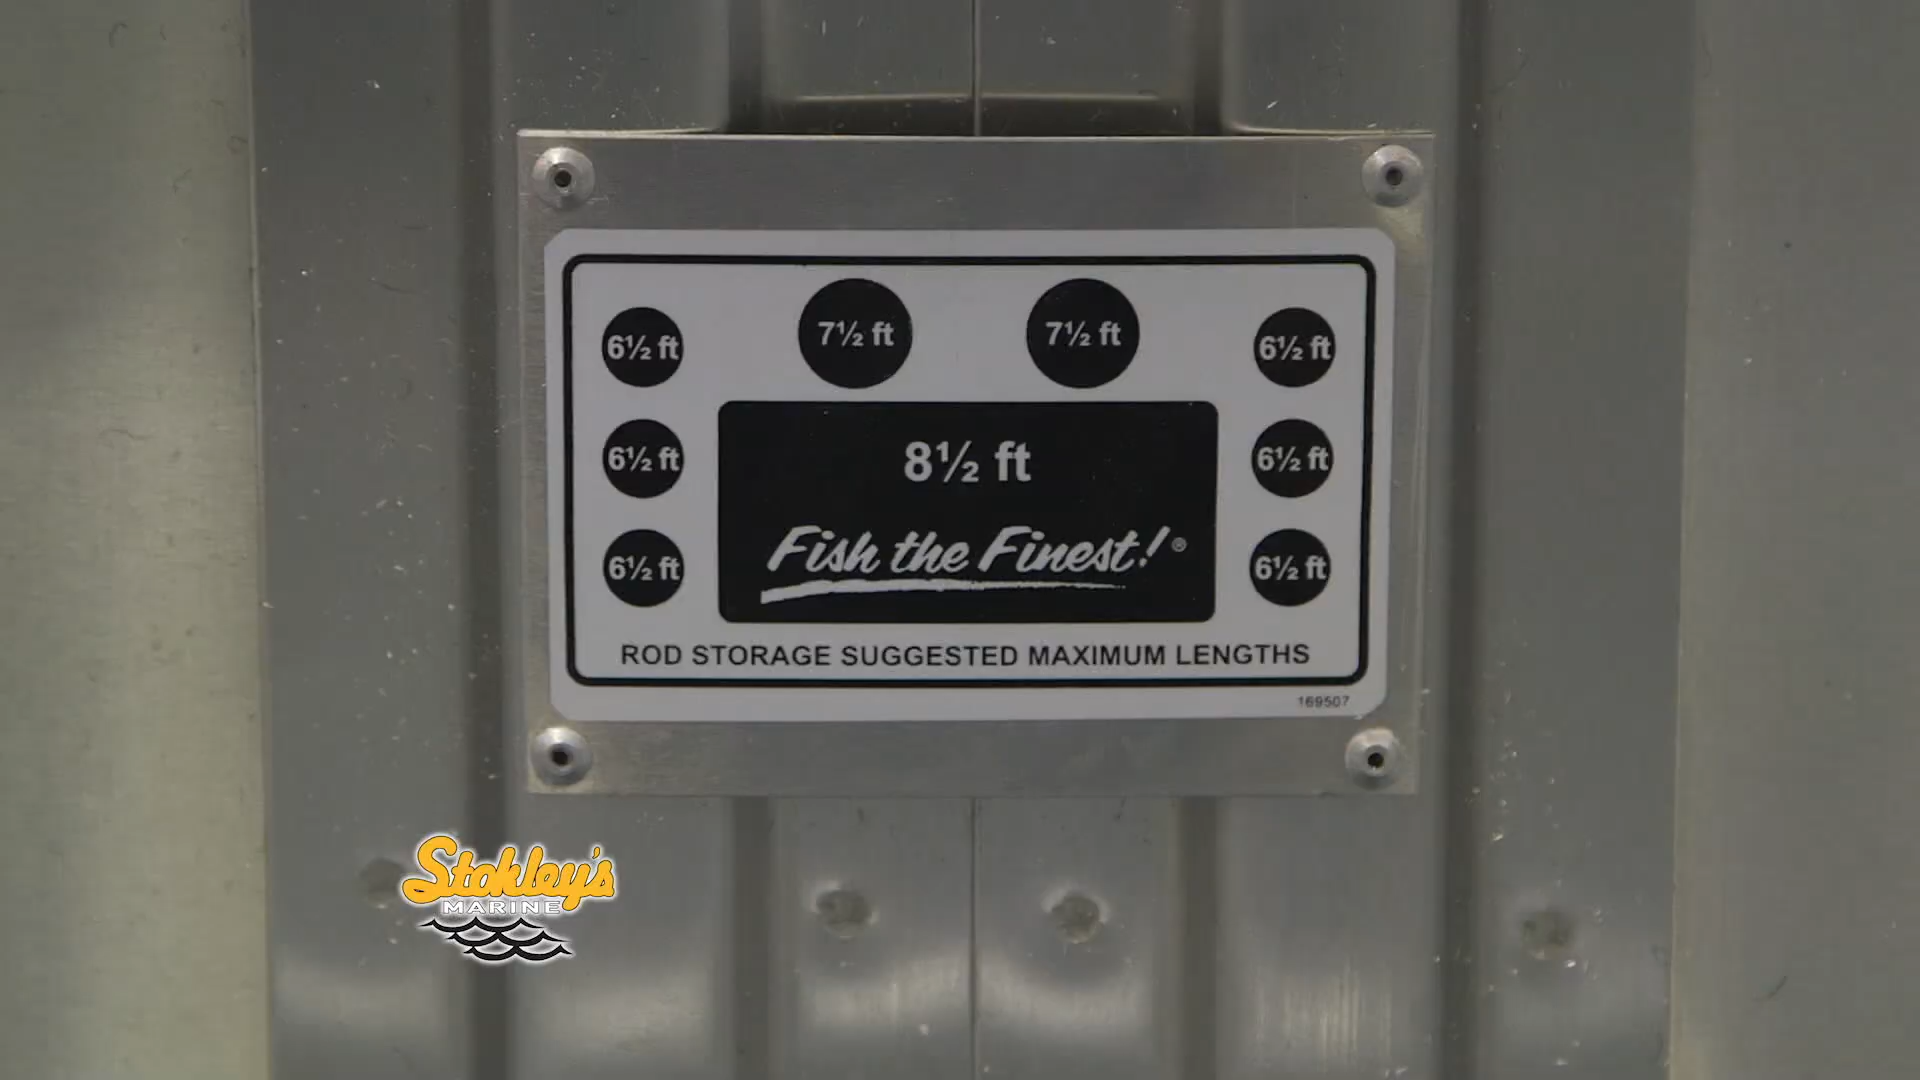 7½ ft 7½ ft
6½ ft 6½ ft
6½ ft 8½ ft 6½ ft
6½ ft Fish the Finest!® 6½ ft
ROD STORAGE SUGGESTED MAXIMUM LENGTHS
169507
Stokley's
MARINE